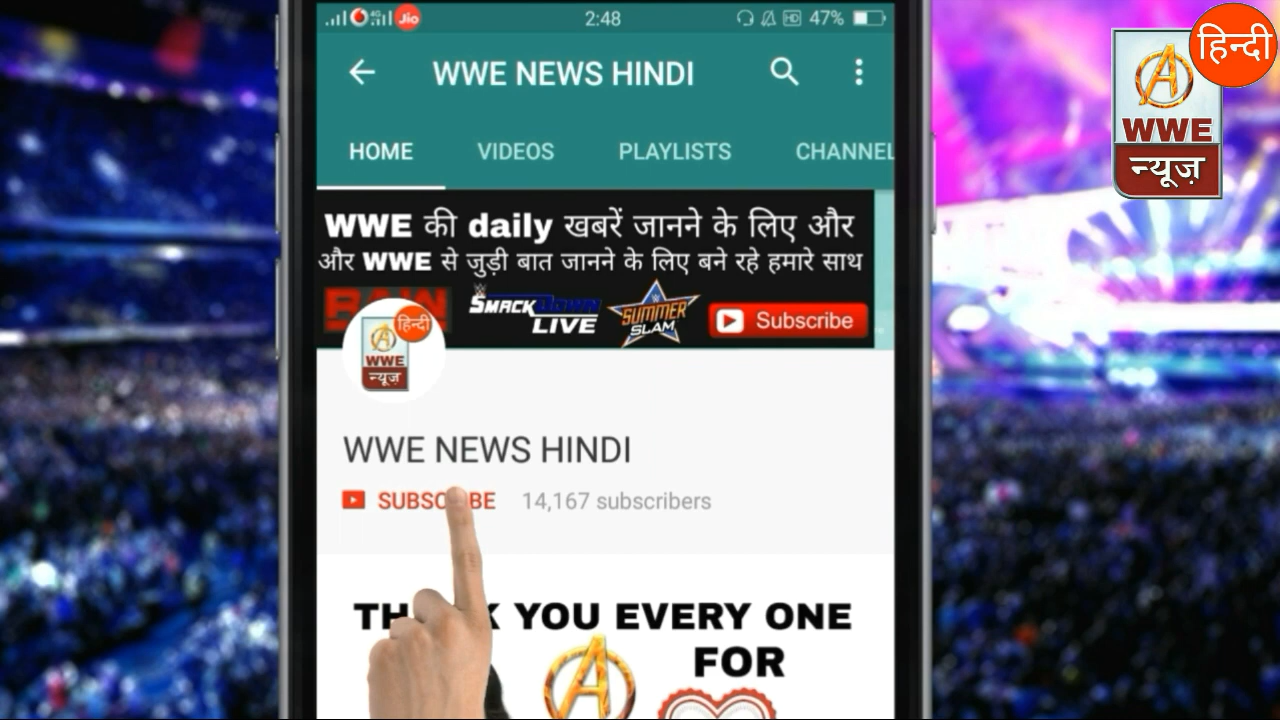 4G Jio 2:48 HD 47%
WWE NEWS HINDI
HOME VIDEOS PLAYLISTS CHANNEL
WWE की daily खबरें जानने के लिए और
और WWE से जुड़ी बात जानने के लिए बने रहे हमारे साथ
SMACKDOWN
LIVE
SUMMER
SLAM
Subscribe
हिन्दी
A
WWE
न्यूज़
WWE NEWS HINDI
14,167 subscribers
YOU EVERY ONE
FOR
A
हिन्दी
A
WWE
न्यूज़